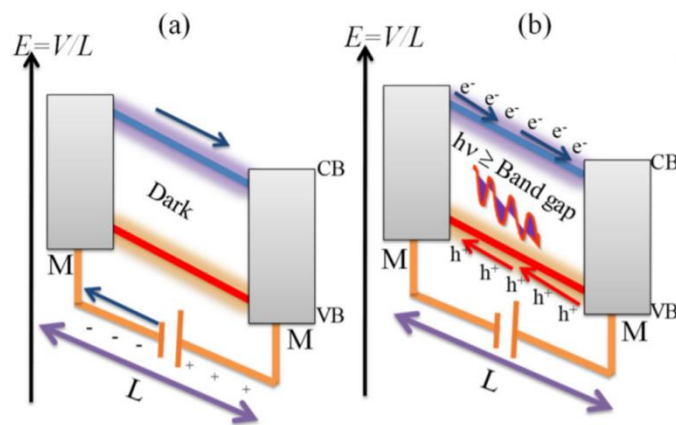 (a)
E=V/L
CB
Dark
M
VB
M
- - -
+ + +
L
(b)
E=V/L
e- e- e- e- e- e-
CB
hν ≥ Band gap
M
h+ h+ h+ h+ h+
VB
M
L